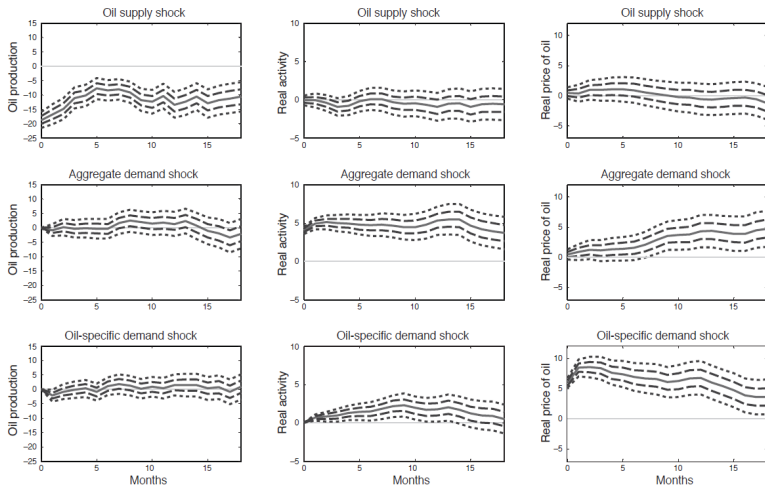 Oil supply shock
Oil production
15
10
5
0
−5
−10
−15
−20
−25
0 5 10 15
Oil supply shock
Real activity
10
5
0
−5
0 5 10 15
Oil supply shock
Real price of oil
10
5
0
−5
0 5 10 15
Aggregate demand shock
Oil production
15
10
5
0
−5
−10
−15
−20
−25
0 5 10 15
Aggregate demand shock
Real activity
10
5
0
−5
0 5 10 15
Aggregate demand shock
Real price of oil
10
5
0
−5
0 5 10 15
Oil-specific demand shock
Oil production
15
10
5
0
−5
−10
−15
−20
−25
0 5 10 15
Months
Oil-specific demand shock
Real activity
10
5
0
−5
0 5 10 15
Months
Oil-specific demand shock
Real price of oil
10
5
0
−5
0 5 10 15
Months